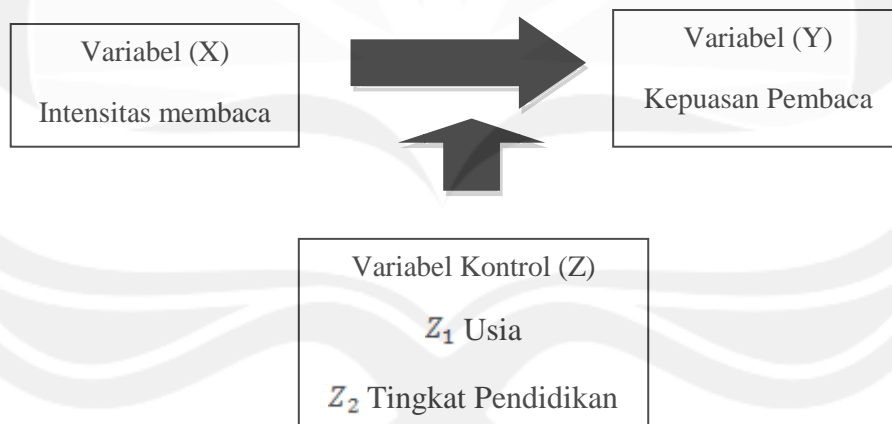 Variabel (X)
Intensitas membaca
Variabel (Y)
Kepuasan Pembaca
Variabel Kontrol (Z)
Z₁ Usia
Z₂ Tingkat Pendidikan